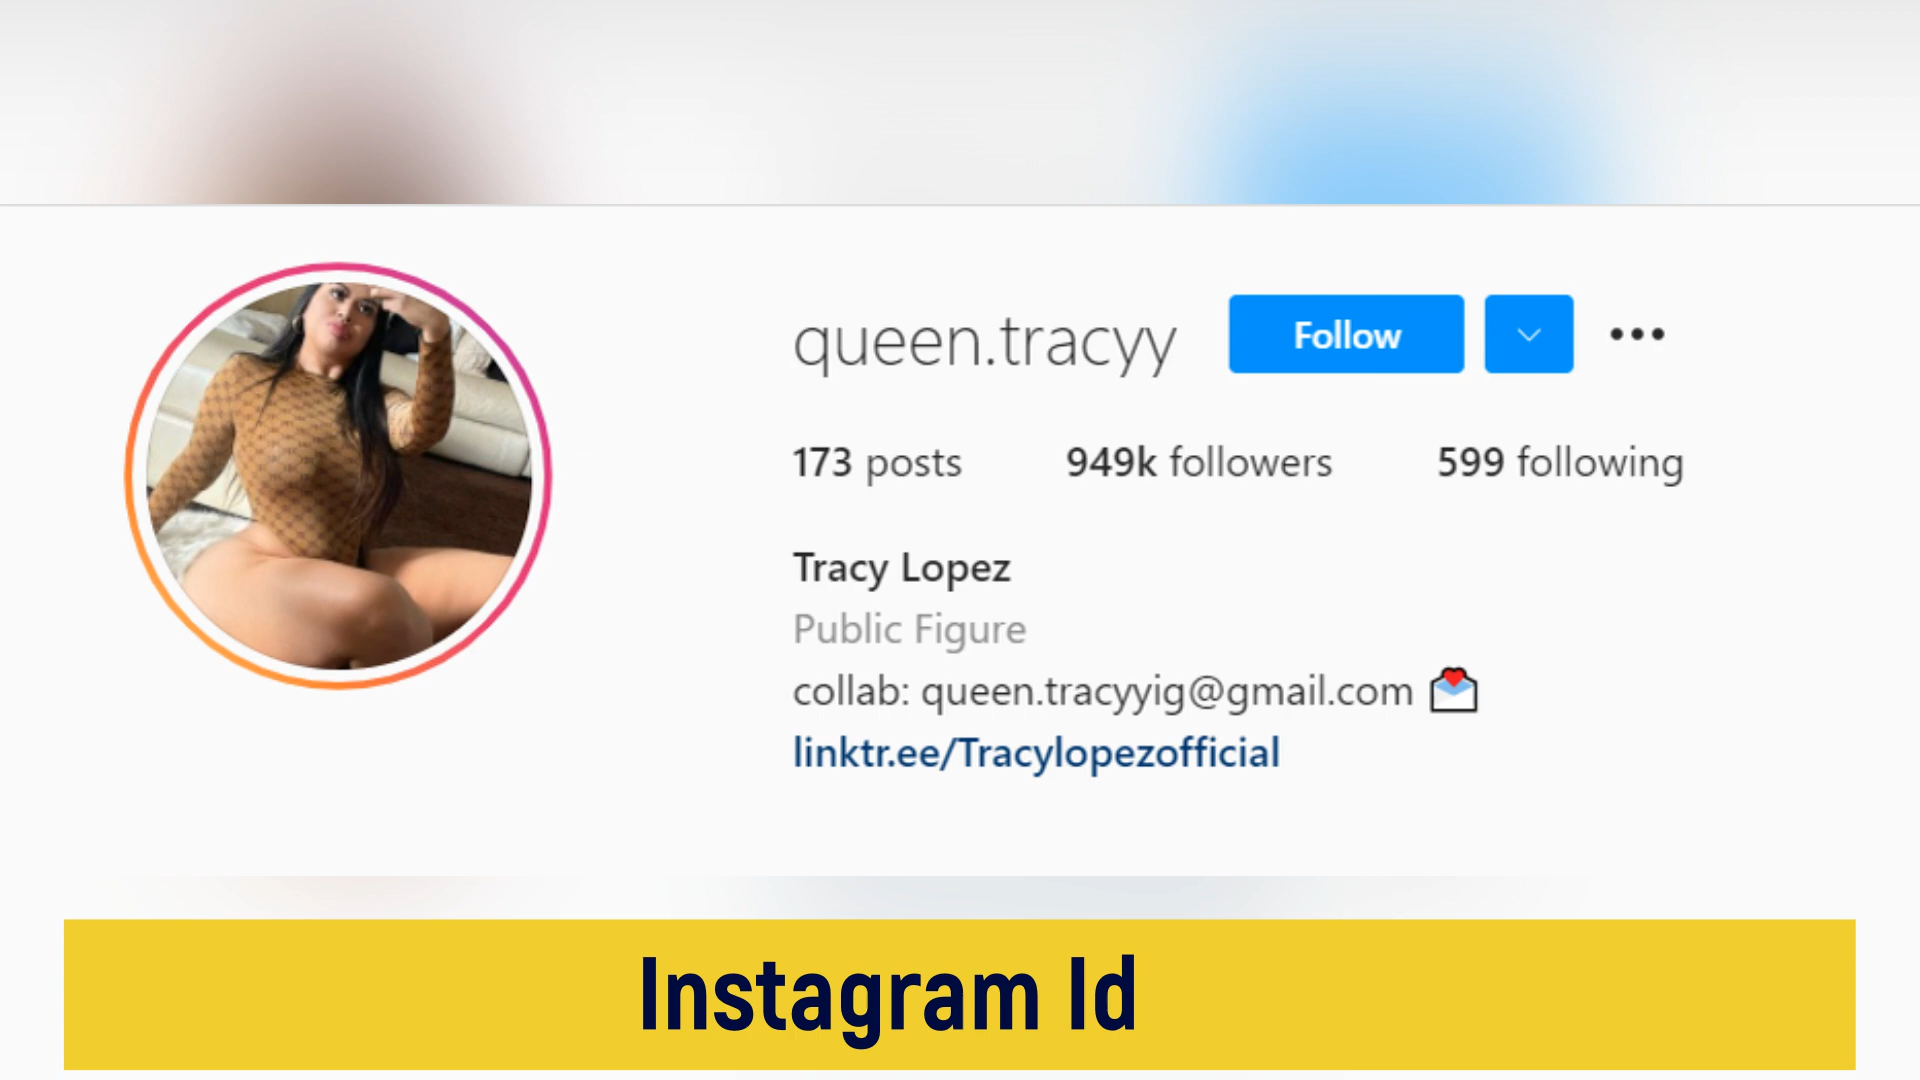 queen.tracyy Follow
173 posts 949k followers 599 following
Tracy Lopez
Public Figure
collab: queen.tracyyig@gmail.com 💌
linktr.ee/Tracylopezofficial
Instagram Id